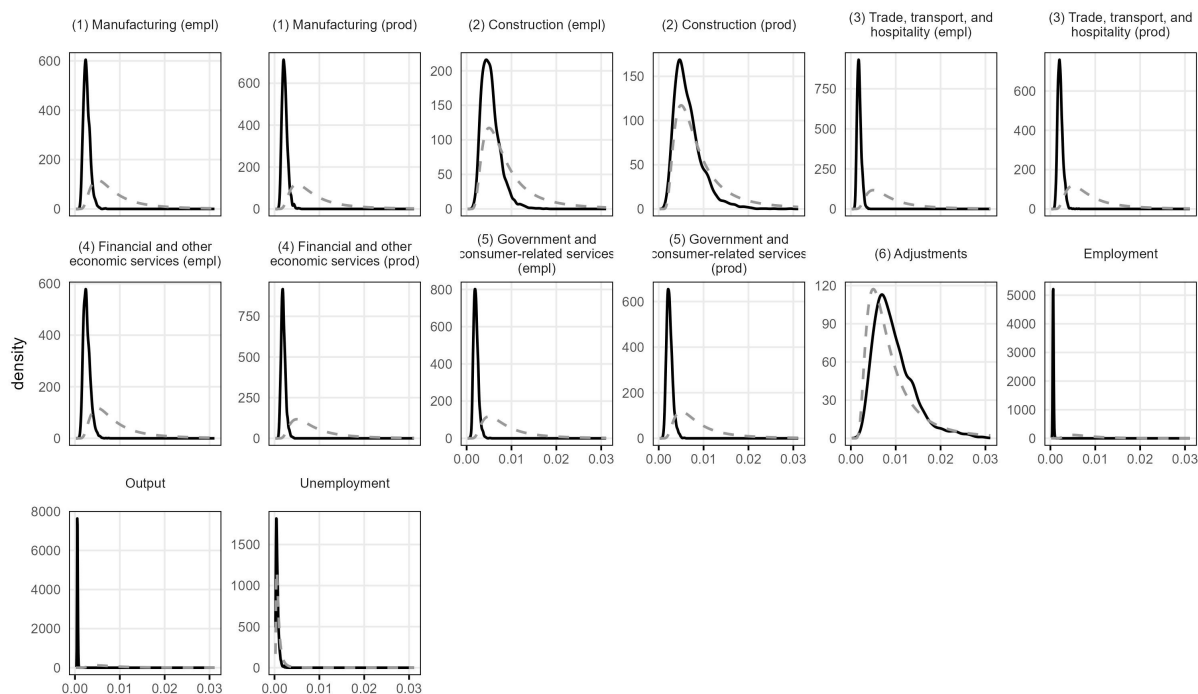 (1) Manufacturing (empl)
(1) Manufacturing (prod)
(2) Construction (empl)
(2) Construction (prod)
(3) Trade, transport, and
hospitality (empl)
(3) Trade, transport, and
hospitality (prod)
600
400
200
0
600
400
200
0
200
150
100
50
0
150
100
50
0
750
500
250
0
600
400
200
0
(4) Financial and other
economic services (empl)
(4) Financial and other
economic services (prod)
(5) Government and
consumer-related services
(empl)
(5) Government and
consumer-related services
(prod)
(6) Adjustments
Employment
density
600
400
200
0
750
500
250
0
800
600
400
200
0
600
400
200
0
120
90
60
30
0
5000
4000
3000
2000
1000
0
0.00 0.01 0.02 0.03
0.00 0.01 0.02 0.03
0.00 0.01 0.02 0.03
0.00 0.01 0.02 0.03
Output
Unemployment
8000
6000
4000
2000
0
1500
1000
500
0
0.00 0.01 0.02 0.03
0.00 0.01 0.02 0.03